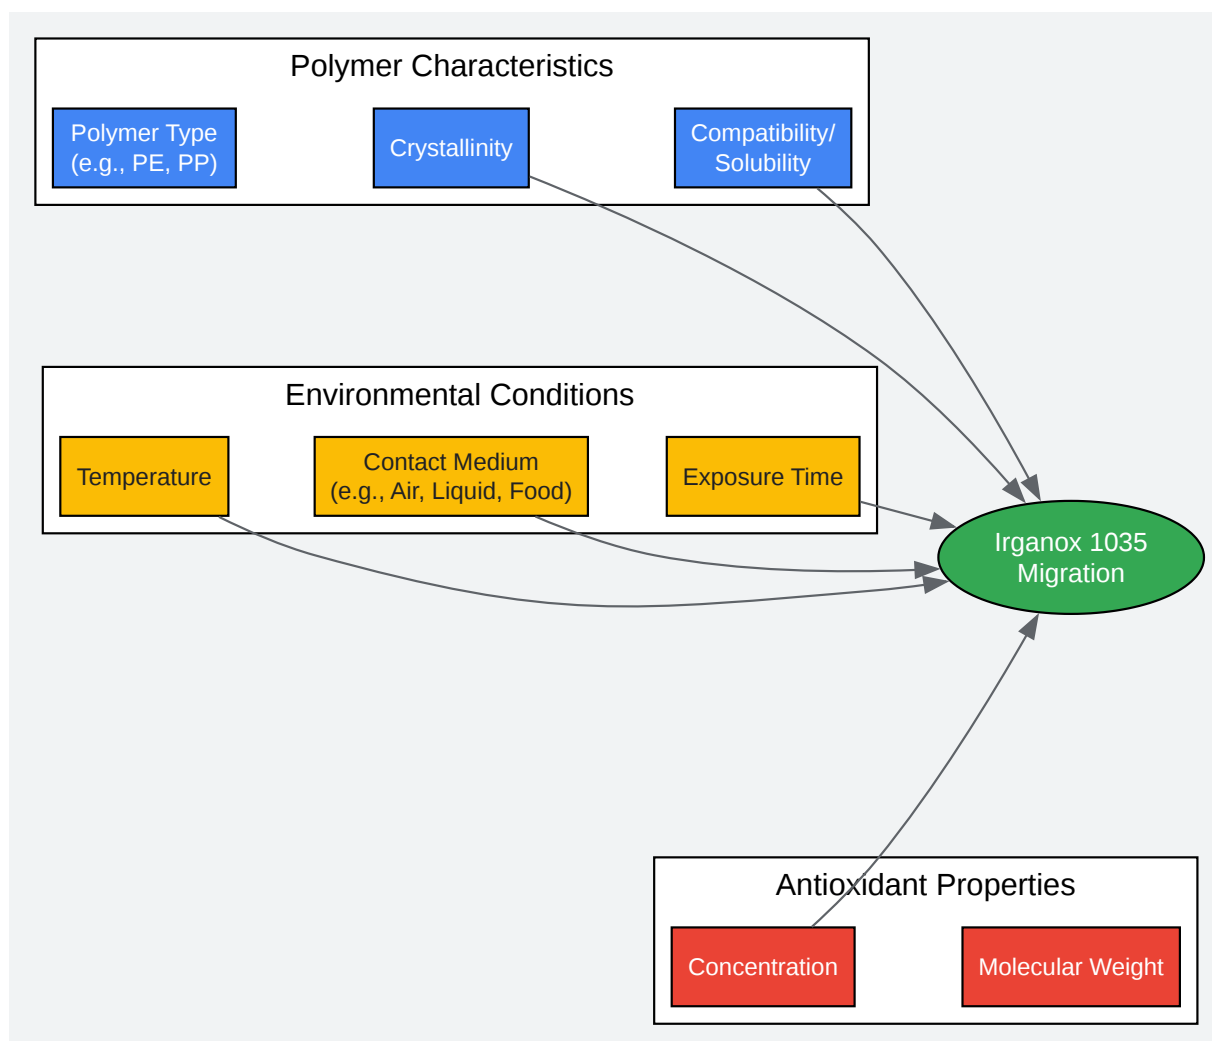 Polymer Characteristics
Polymer Type
(e.g., PE, PP)
Crystallinity
Compatibility/
Solubility
Environmental Conditions
Temperature
Contact Medium
(e.g., Air, Liquid, Food)
Exposure Time
Irganox 1035
Migration
Antioxidant Properties
Concentration
Molecular Weight